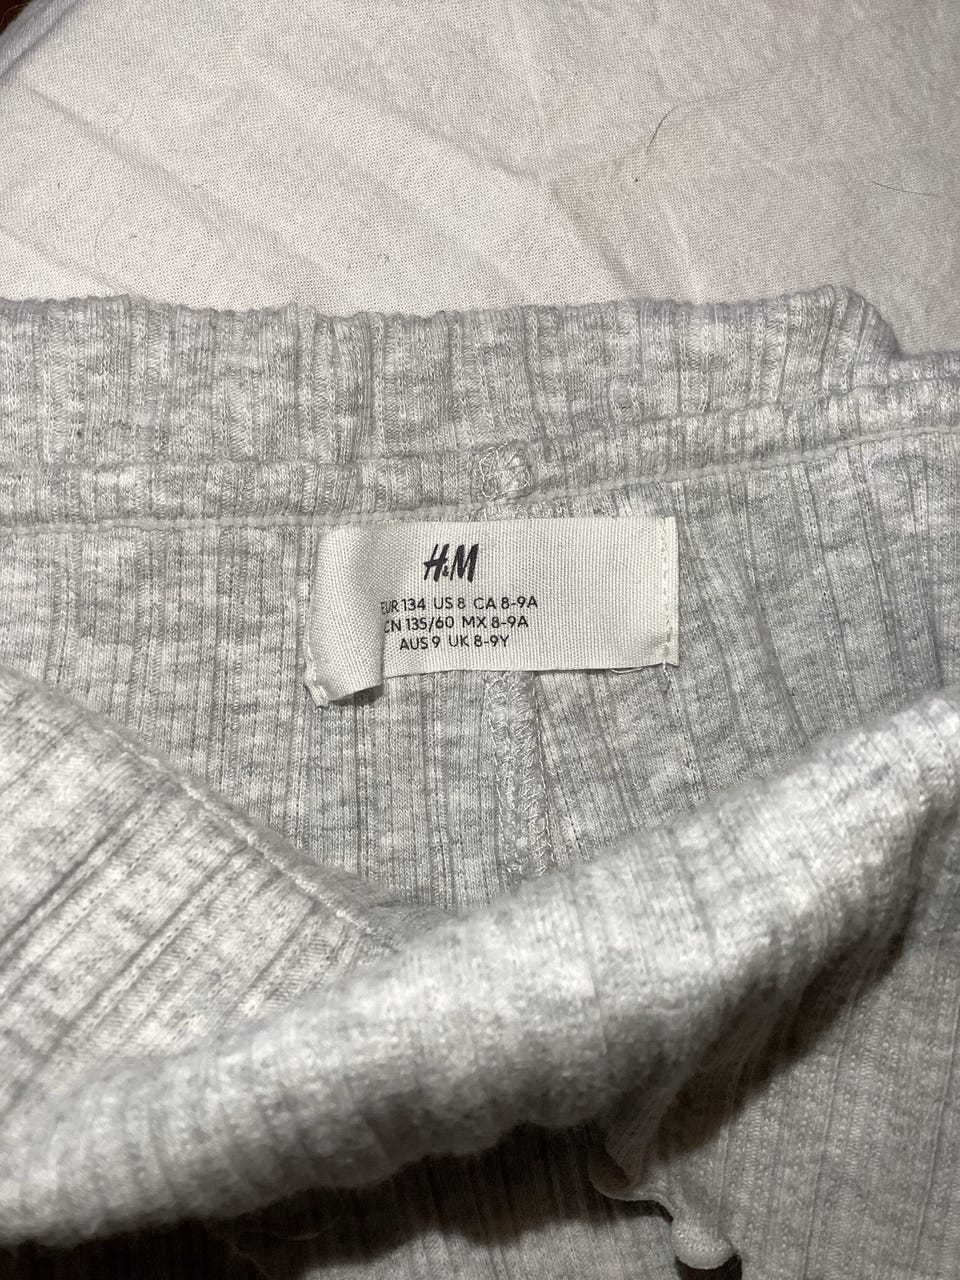 H&M
EUR 134 US 8 CA 8-9A
CN 135/60 MX 8-9A
AUS 9 UK 8-9Y